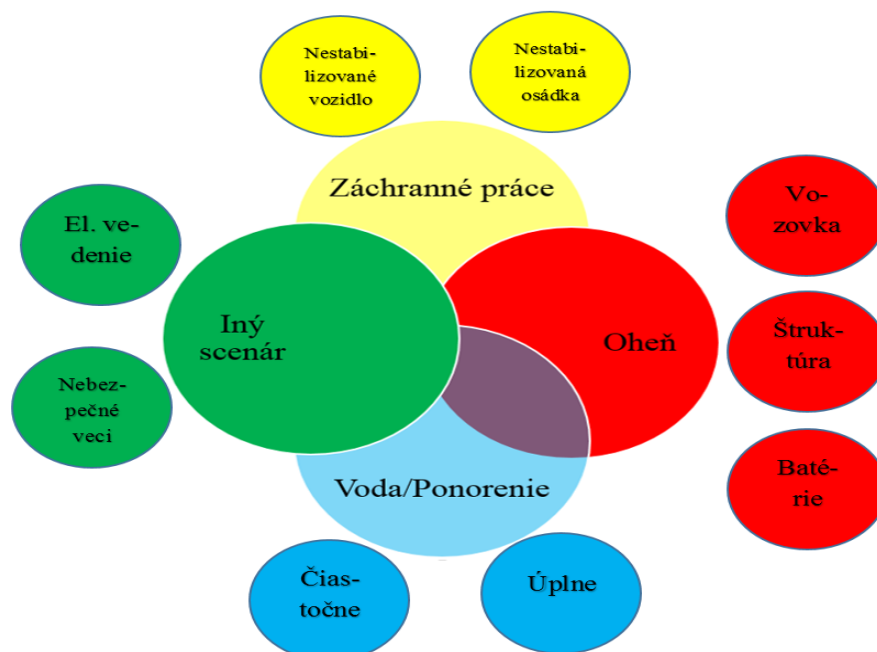 Nestabi-
lizované
vozidlo
Nestabi-
lizovaná
osádka
Záchranné práce
Vo-
zovka
El. ve-
denie
Iný
scenár
Oheň
Štruk-
túra
Nebez-
pečné
veci
Baté-
rie
Voda/Ponorenie
Čias-
točne
Úplne